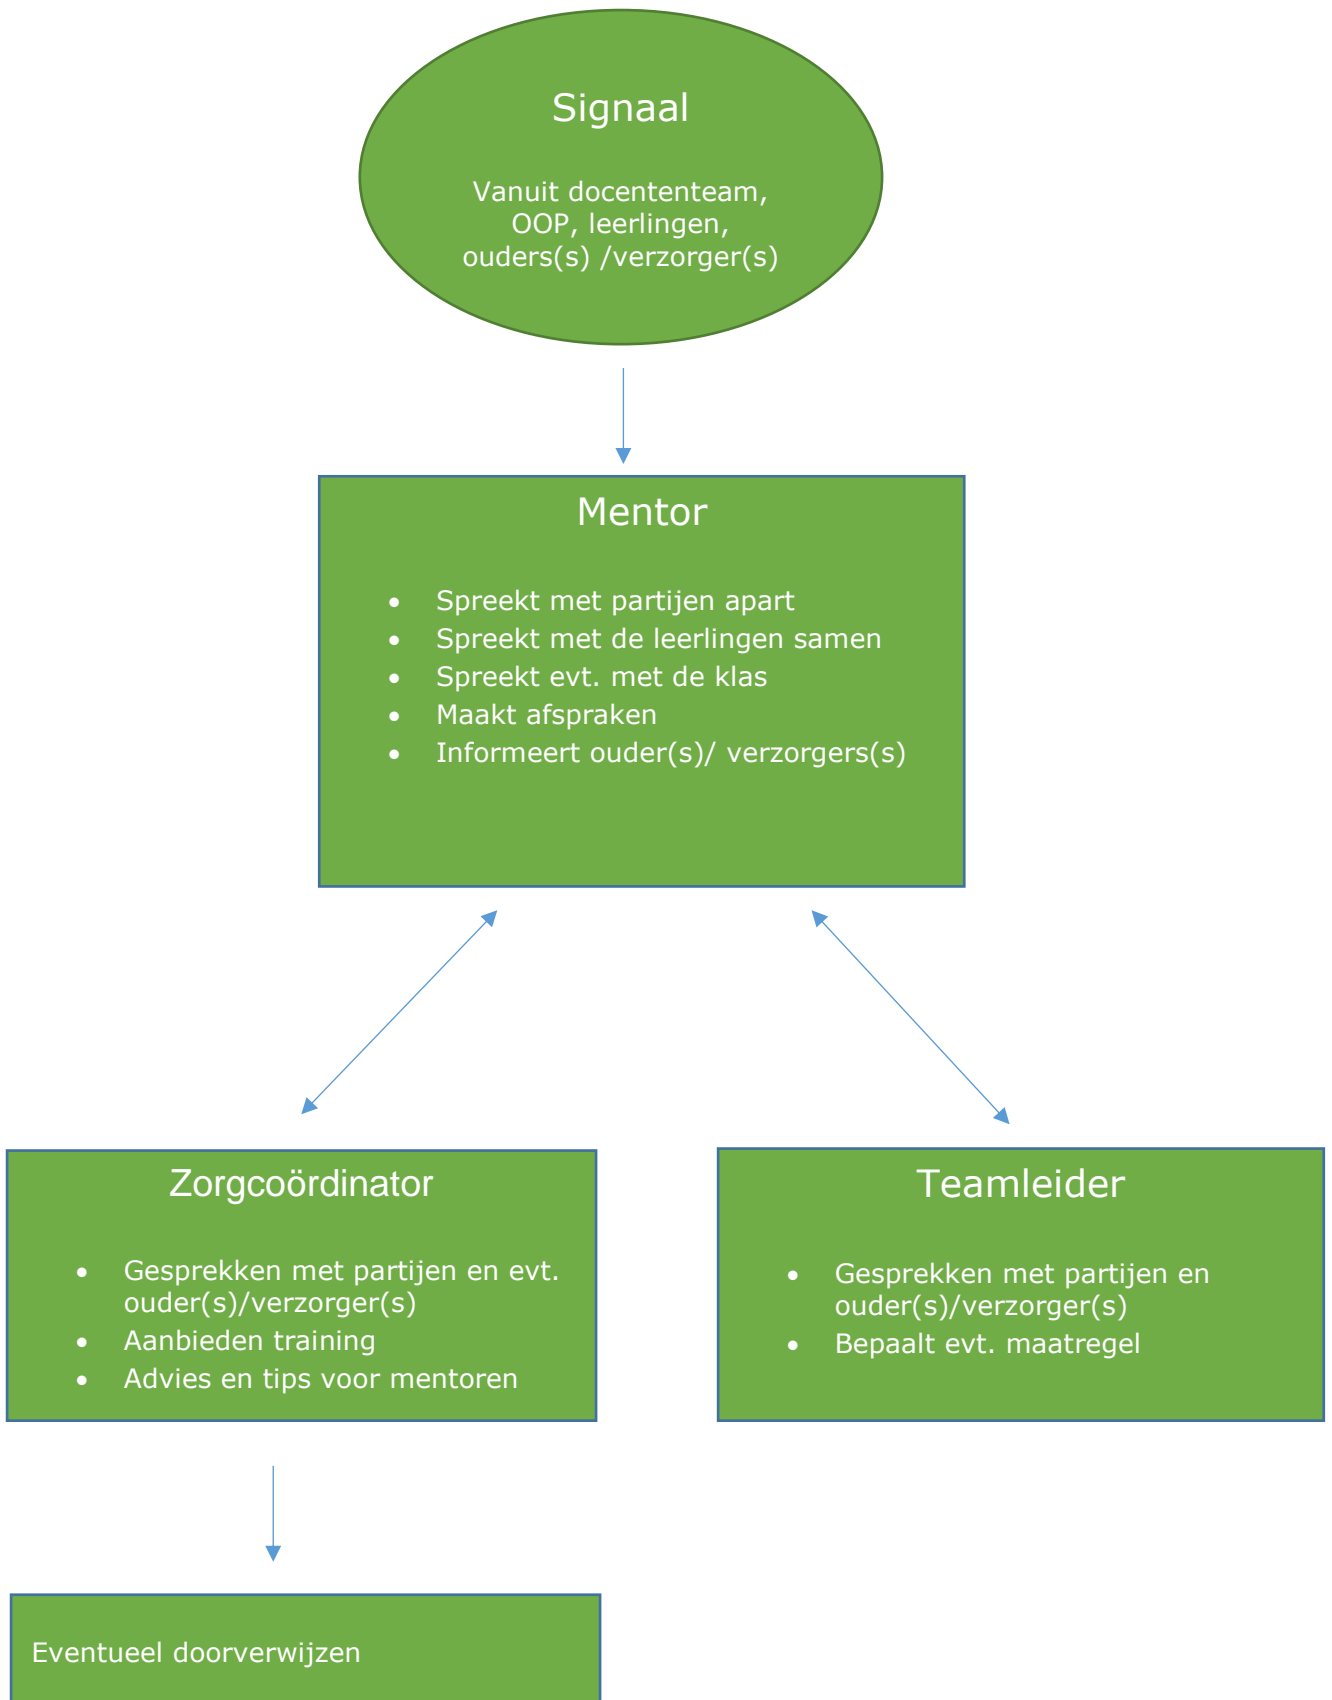 Signaal
Vanuit docententeam,
OOP, leerlingen,
ouders(s) /verzorger(s)
Mentor
• Spreekt met partijen apart
• Spreekt met de leerlingen samen
• Spreekt evt. met de klas
• Maakt afspraken
• Informeert ouder(s)/ verzorgers(s)
Zorgcoördinator
• Gesprekken met partijen en evt.
ouder(s)/verzorger(s)
• Aanbieden training
• Advies en tips voor mentoren
Teamleider
• Gesprekken met partijen en
ouder(s)/verzorger(s)
• Bepaalt evt. maatregel
Eventueel doorverwijzen